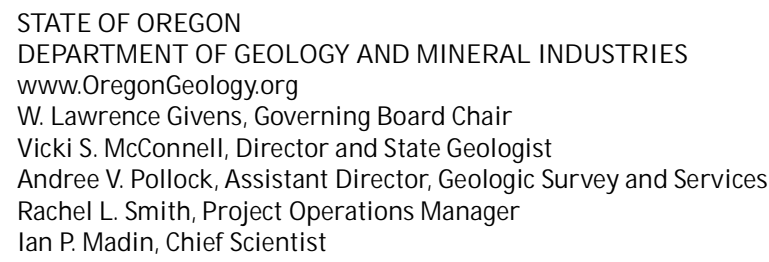 STATE OF OREGON
DEPARTMENT OF GEOLOGY AND MINERAL INDUSTRIES
www.OregonGeology.org
W. Lawrence Givens, Governing Board Chair
Vicki S. McConnell, Director and State Geologist
Andree V. Pollock, Assistant Director, Geologic Survey and Services
Rachel L. Smith, Project Operations Manager
Ian P. Madin, Chief Scientist